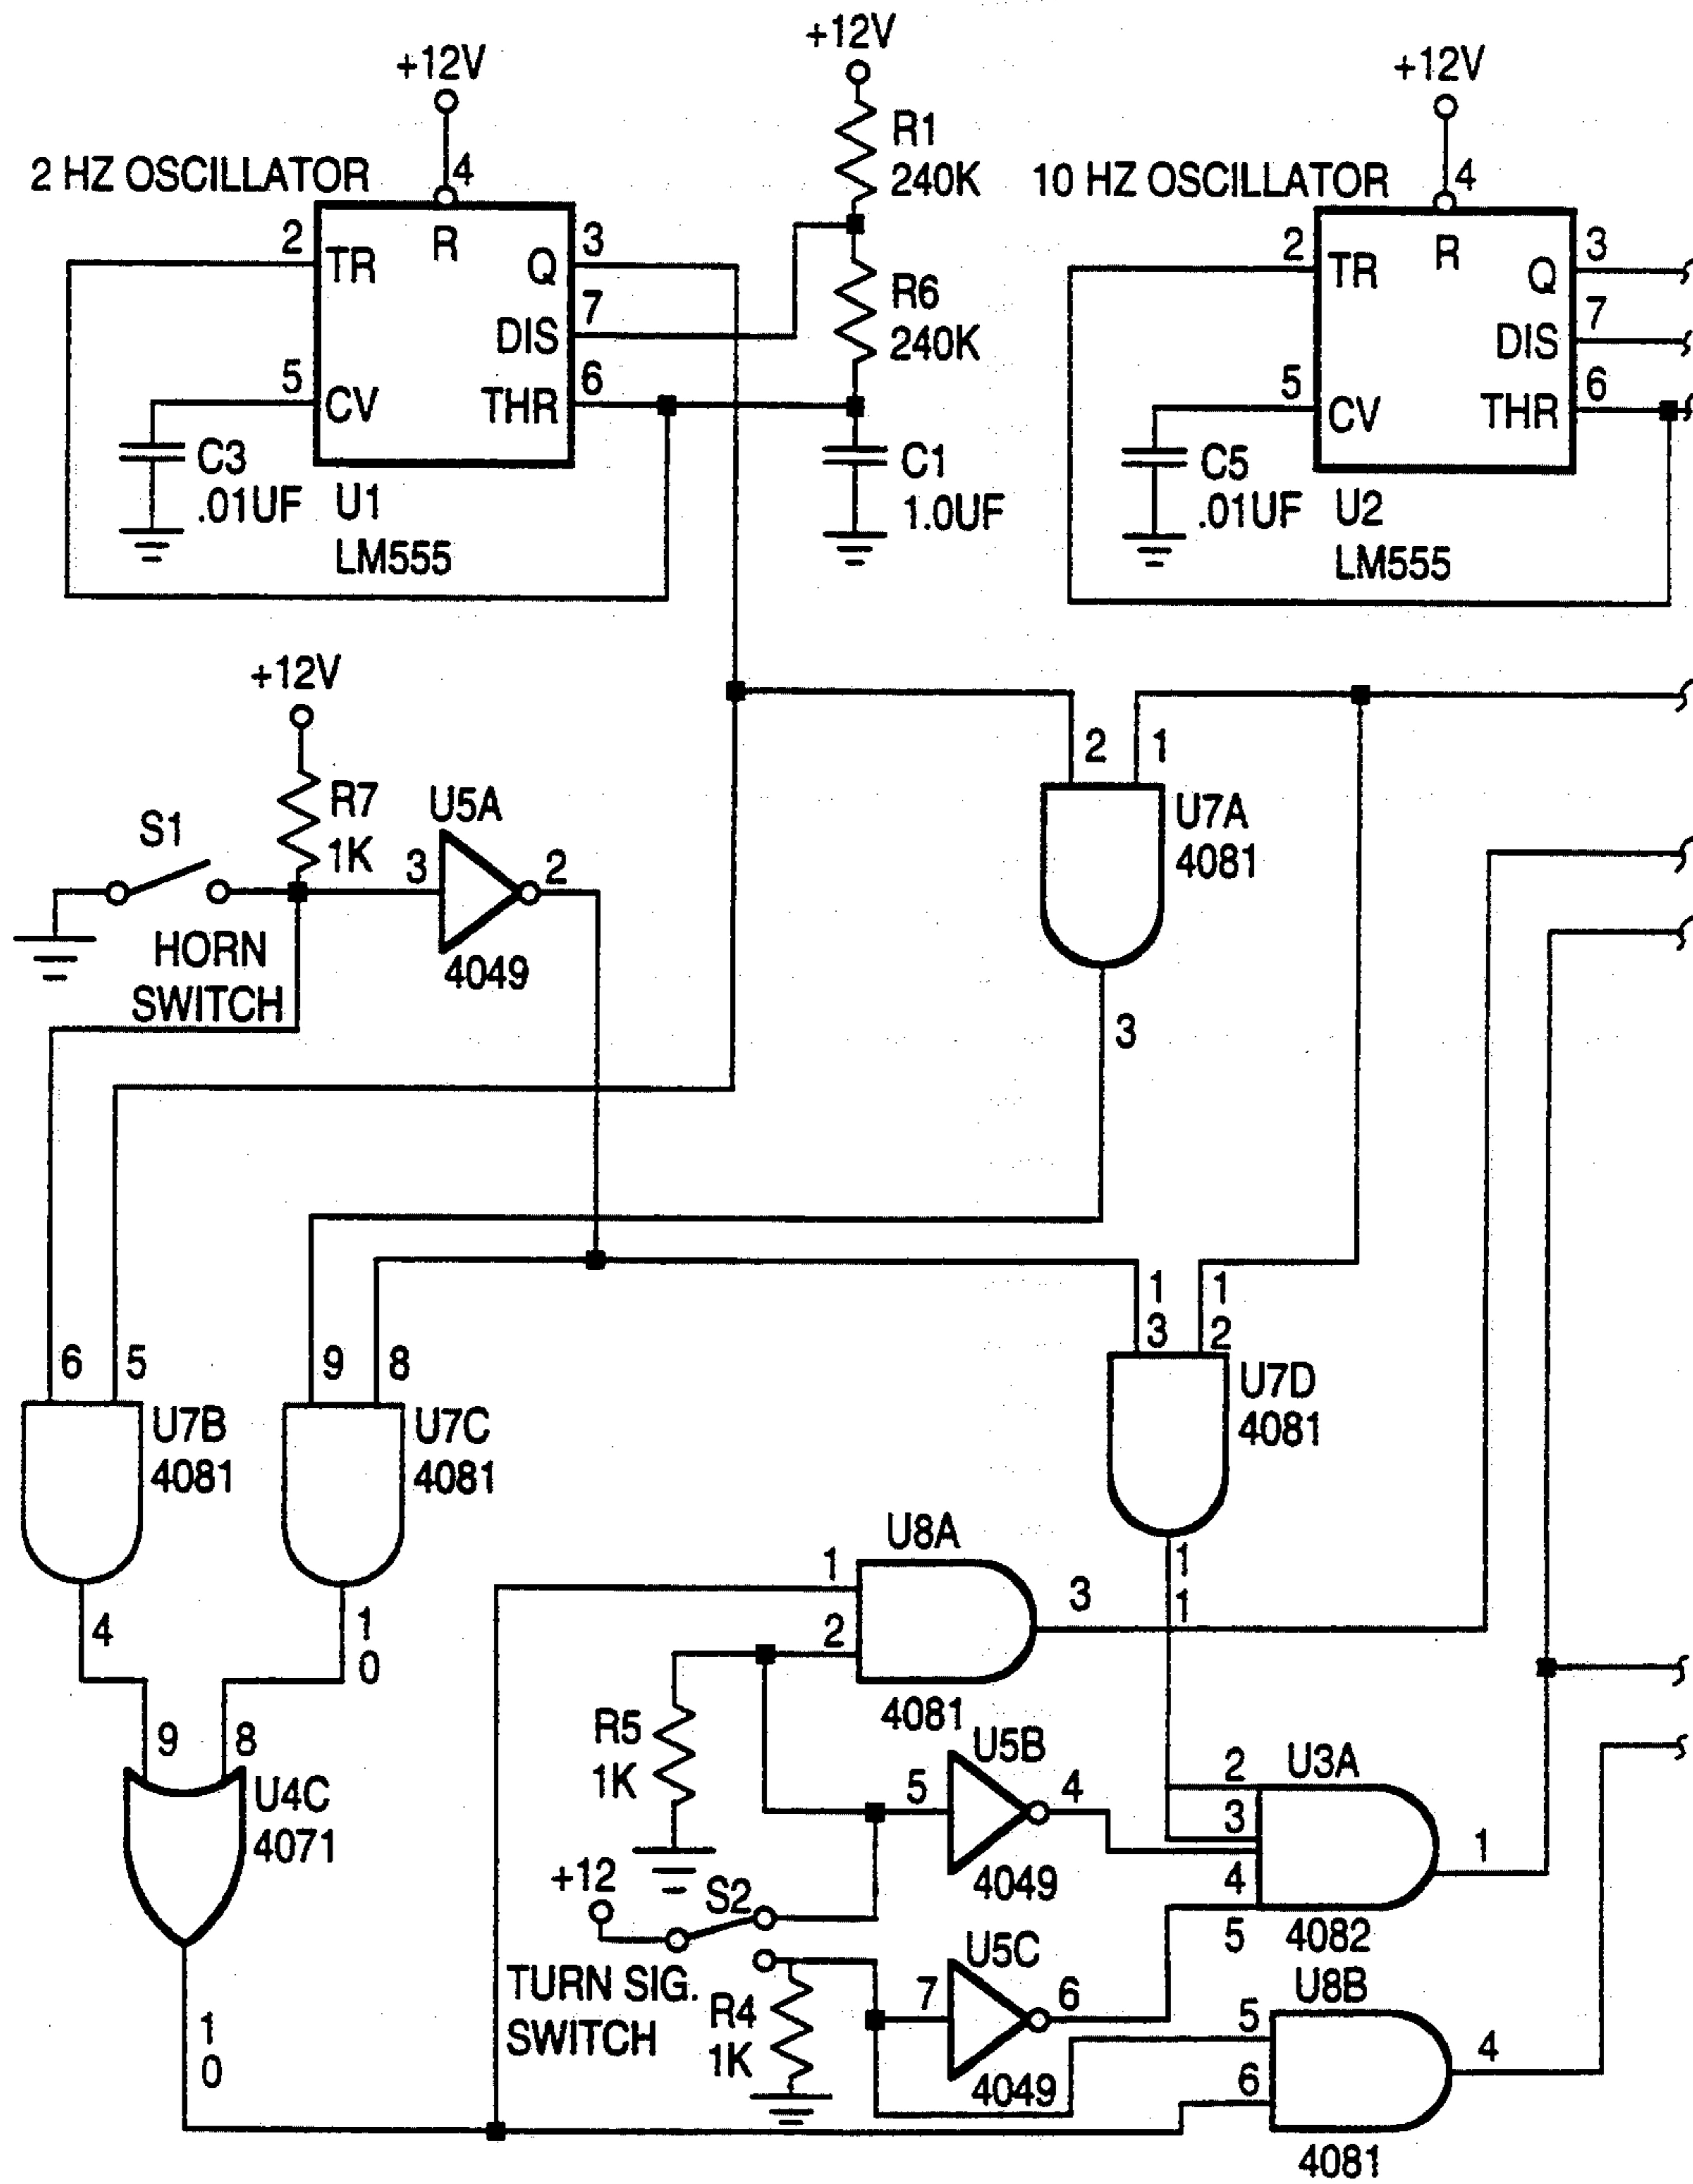 +12V
+12V
+12V
2 HZ OSCILLATOR
4
R1
240K
10 HZ OSCILLATOR
4
2
TR
R
Q
3
7
DIS
5
CV
THR
6
R6
240K
2
TR
R
Q
3
7
DIS
5
CV
THR
6
C3
.01UF
U1
LM555
C1
1.0UF
C5
.01UF
U2
LM555
+12V
R7
1K
S1
U5A
3
2
4049
HORN
SWITCH
2
1
U7A
4081
3
6
5
9
8
1
3
1
2
U7B
4081
U7C
4081
U7D
4081
4
1
0
1
1
U8A
1
2
3
4081
9
8
U4C
4071
R5
1K
U5B
5
4
4049
U3A
2
3
4
5
1
4082
+12
S2
TURN SIG.
SWITCH
R4
1K
U5C
7
6
4049
U8B
5
6
4
4081
1
0